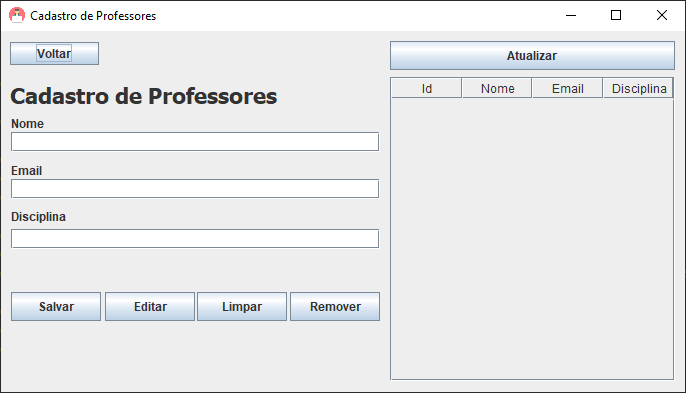 Cadastro de Professores
Voltar
Cadastro de Professores
Nome
Email
Disciplina
Salvar Editar Limpar Remover
Atualizar
Id Nome Email Disciplina